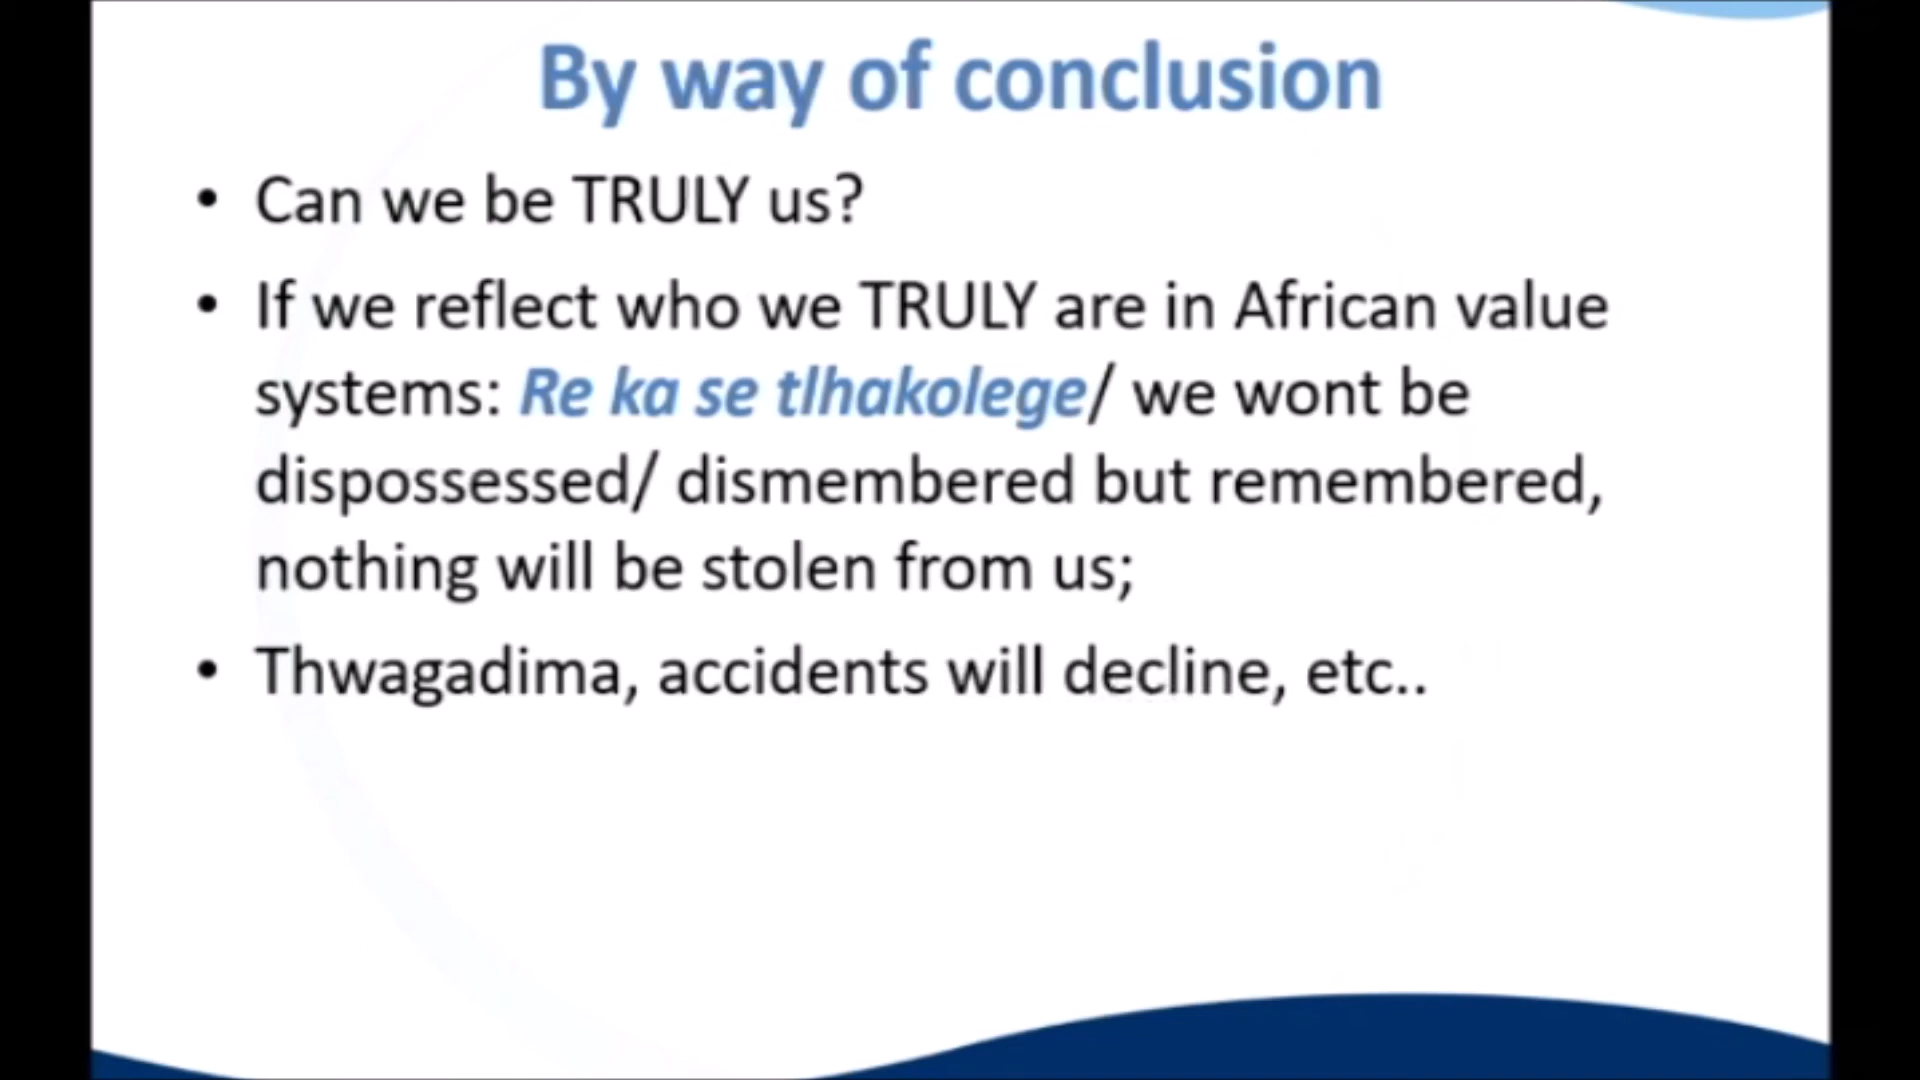 By way of conclusion
• Can we be TRULY us?
• If we reflect who we TRULY are in African value
systems: Re ka se tlhakolege/ we wont be
dispossessed/ dismembered but remembered,
nothing will be stolen from us;
• Thwagadima, accidents will decline, etc..